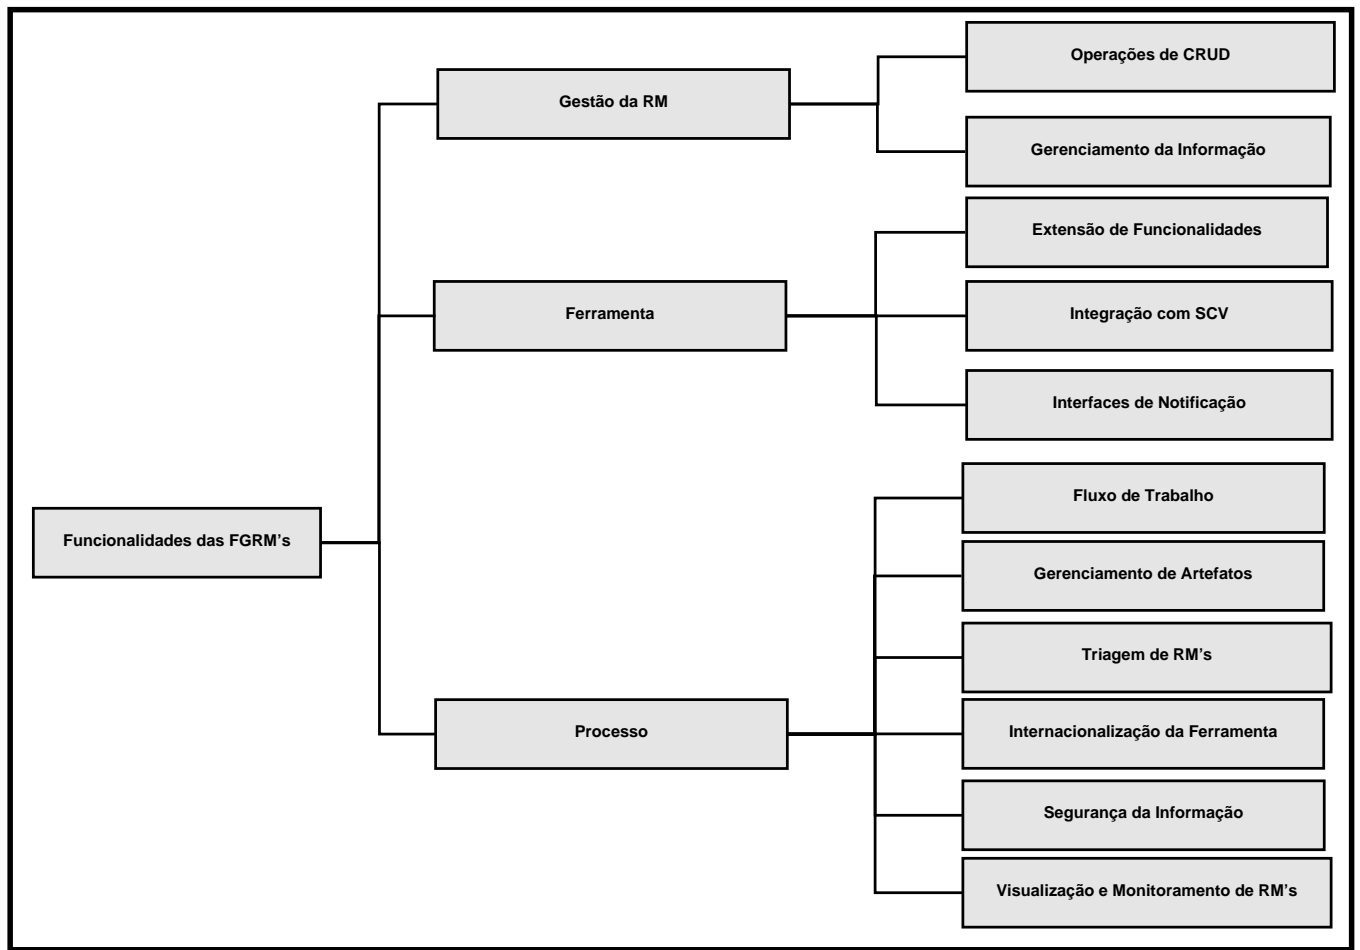 Funcionalidades das FGRM’s
Gestão da RM
Operações de CRUD
Gerenciamento da Informação
Ferramenta
Extensão de Funcionalidades
Integração com SCV
Interfaces de Notificação
Processo
Fluxo de Trabalho
Gerenciamento de Artefatos
Triagem de RM’s
Internacionalização da Ferramenta
Segurança da Informação
Visualização e Monitoramento de RM’s